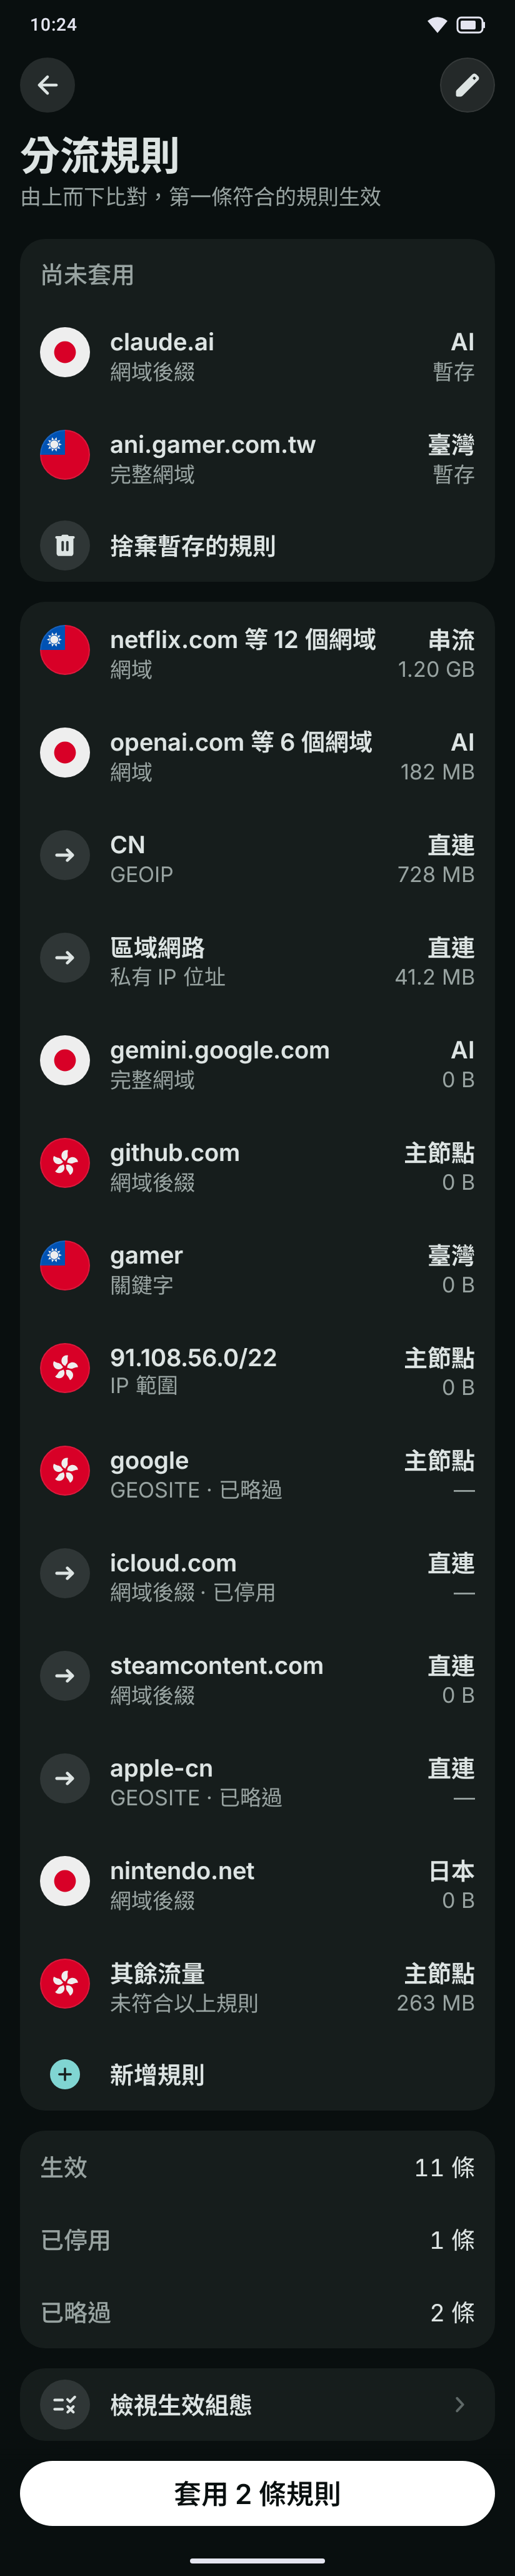 10:24
分流規則
由上而下比對，第一條符合的規則生效
尚未套用
claude.ai AI
網域後綴 暫存
ani.gamer.com.tw 臺灣
完整網域 暫存
捨棄暫存的規則
netflix.com 等 12 個網域 串流
網域 1.20 GB
openai.com 等 6 個網域 AI
網域 182 MB
CN 直連
GEOIP 728 MB
區域網路 直連
私有 IP 位址 41.2 MB
gemini.google.com AI
完整網域 0 B
github.com 主節點
網域後綴 0 B
gamer 臺灣
關鍵字 0 B
91.108.56.0/22 主節點
IP 範圍 0 B
google 主節點
GEOSITE · 已略過 —
icloud.com 直連
網域後綴 · 已停用 —
steamcontent.com 直連
網域後綴 0 B
apple-cn 直連
GEOSITE · 已略過 —
nintendo.net 日本
網域後綴 0 B
其餘流量 主節點
未符合以上規則 263 MB
新增規則
生效 11 條
已停用 1 條
已略過 2 條
檢視生效組態
套用 2 條規則